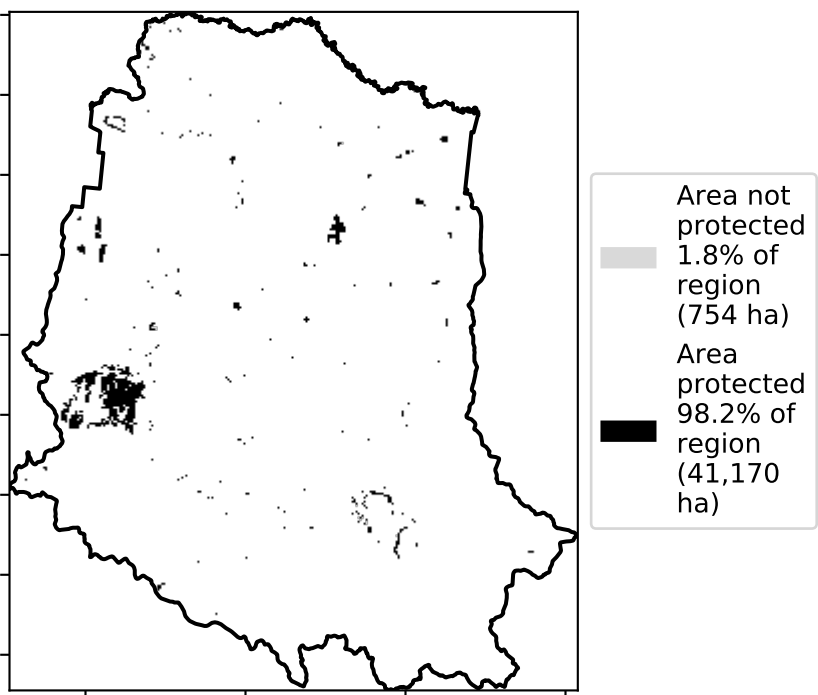 Area not
protected
1.8% of
region
(754 ha)
Area
protected
98.2% of
region
(41,170
ha)